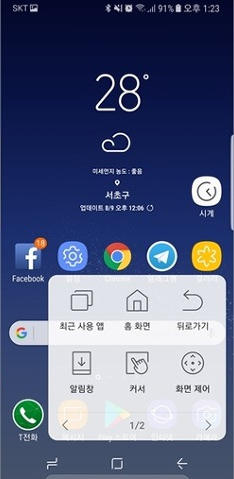 SKT 91% 오후 1:23
28°
미세먼지 농도 : 좋음
서초구
업데이트 8/9 오후 12:06
시계
18
Facebook
최근 사용 앱 홈 화면 뒤로가기
G
알림창 커서 화면 제어
1/2
T전화